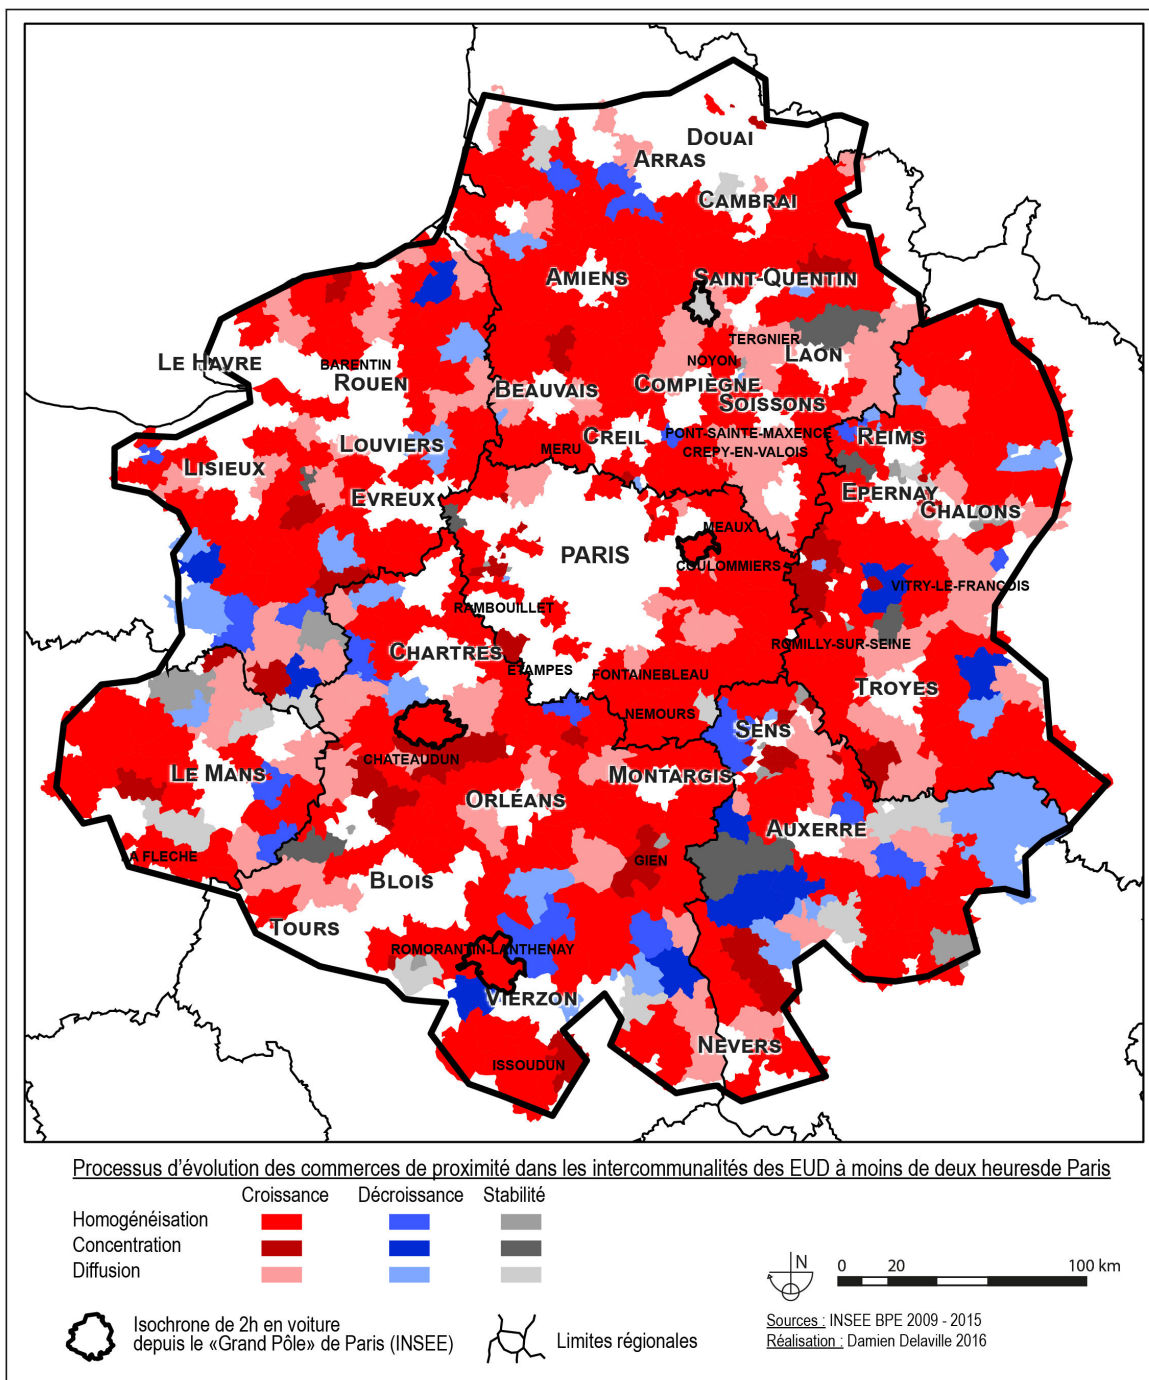 DOUAI
ARRAS
CAMBRAI
AMIENS
SAINT-QUENTIN
TERGNIER
LAON
NOYON
LE HAVRE
BARENTIN
ROUEN
BEAUVAIS
COMPIÈGNE
SOISSONS
LOUVIERS
CREIL
PONT-SAINTE-MAXENCE
REIMS
MERU
CREPY-EN-VALOIS
LISIEUX
EVREUX
EPERNAY
CHALONS
PARIS
MEAUX
COULOMMIERS
VITRY-LE-FRANCOIS
RAMBOUILLET
CHARTRES
ETAMPES
FONTAINEBLEAU
ROMILLY-SUR-SEINE
TROYES
NEMOURS
SENS
CHATEAUDUN
LE MANS
MONTARGIS
ORLÉANS
AUXERRE
LA FLECHE
GIEN
BLOIS
TOURS
ROMORANTIN-LANTHENAY
VIERZON
NEVERS
ISSOUDUN
Processus d'évolution des commerces de proximité dans les intercommunalités des EUD à moins de deux heuresde Paris
Croissance Décroissance Stabilité
Homogénéisation
Concentration
Diffusion
N
0 20 100 km
Isochrone de 2h en voiture
depuis le «Grand Pôle» de Paris (INSEE)
Limites régionales
Sources : INSEE BPE 2009 - 2015
Réalisation : Damien Delaville 2016